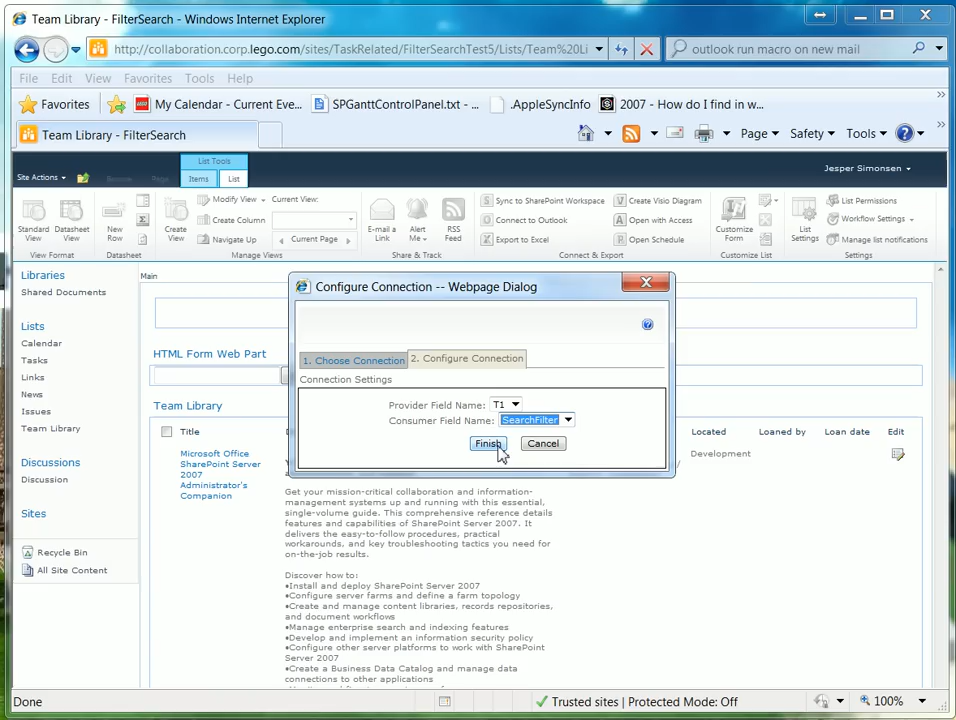 Team Library - FilterSearch - Windows Internet Explorer
http://collaboration.corp.lego.com/sites/TaskRelated/FilterSearchTest5/Lists/Team%20Li
outlook run macro on new mail
File Edit View Favorites Tools Help
Favorites My Calendar - Current Eve... SPGanttControlPanel.txt - ... .AppleSyncInfo 2007 - How do I find in w...
Team Library - FilterSearch
Page Safety Tools
List Tools
Site Actions Browse Page Items List
Jesper Simonsen
Standard View
Datasheet View
New Row
View Format
Datasheet
Create View
Modify View
Create Column
Navigate Up
Current View:
Current Page
Manage Views
E-mail a Link
Alert Me
RSS Feed
Share & Track
Sync to SharePoint Workspace
Connect to Outlook
Export to Excel
Create Visio Diagram
Open with Access
Open Schedule
Connect & Export
Customize Form
Customize List
List Settings
List Permissions
Workflow Settings
Manage list notifications
Settings
Libraries
Shared Documents
Lists
Calendar
Tasks
Links
News
Issues
Team Library
Discussions
Discussion
Sites
Recycle Bin
All Site Content
Main
HTML Form Web Part
Team Library
Title
Located Loaned by Loan date Edit
Microsoft Office
SharePoint Server
2007
Administrator's
Companion
Development
Configure Connection -- Webpage Dialog
1. Choose Connection 2. Configure Connection
Connection Settings
Provider Field Name: T1
Consumer Field Name: SearchFilter
Finish Cancel
Get your mission-critical collaboration and information-
management systems up and running with this essential,
single-volume guide. This comprehensive reference details
features and capabilities of SharePoint Server 2007. It
delivers the easy-to-follow procedures, practical
workarounds, and key troubleshooting tactics you need for
on-the-job results.
Discover how to:
•Install and deploy SharePoint Server 2007
•Configure server farms and define a farm topology
•Create and manage content libraries, records repositories,
and document workflows
•Manage enterprise search and indexing features
•Develop and implement an information security policy
•Configure other server platforms to work with SharePoint
Server 2007
•Create a Business Data Catalog and manage data
connections to other applications
Done
Trusted sites | Protected Mode: Off
100%